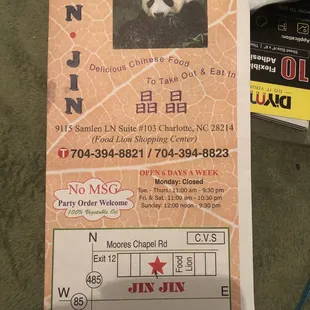 N · JIN
Delicious Chinese Food
To Take Out & Eat In
晶晶
9115 Samlen LN Suite #103 Charlotte, NC 28214
(Food Lion Shopping Center)
704-394-8821 / 704-394-8823
OPEN 6 DAYS A WEEK
Monday: Closed
Tue. - Thurs.: 11:00 am - 9:30 pm
Fri. & Sat.: 11:00 am - 10:30 pm
Sunday: 12:00 noon - 9:30 pm
No MSG
Party Order Welcome
100% Vegetable Oil
N
Moores Chapel Rd
C.V.S
Exit 12
Food Lion
485
JIN JIN
W
85
E
DIYM
10
Flexible
Adhes
Application: